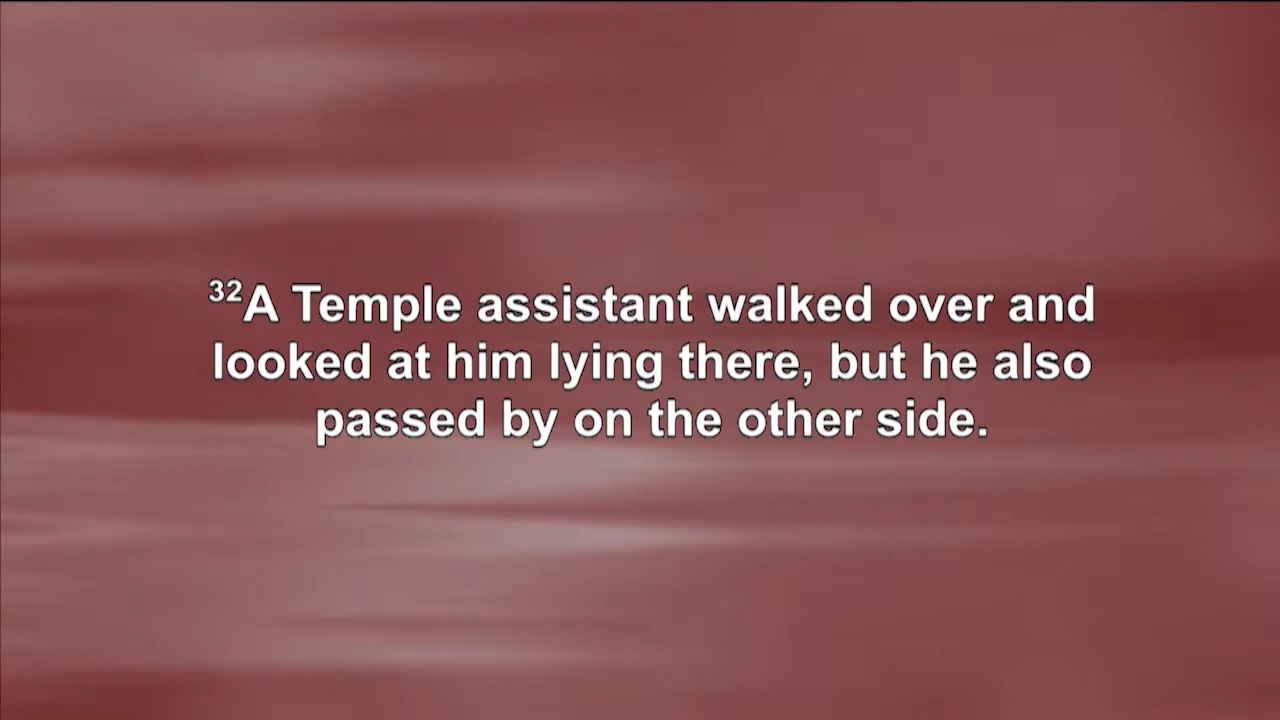 32A Temple assistant walked over and
looked at him lying there, but he also
passed by on the other side.